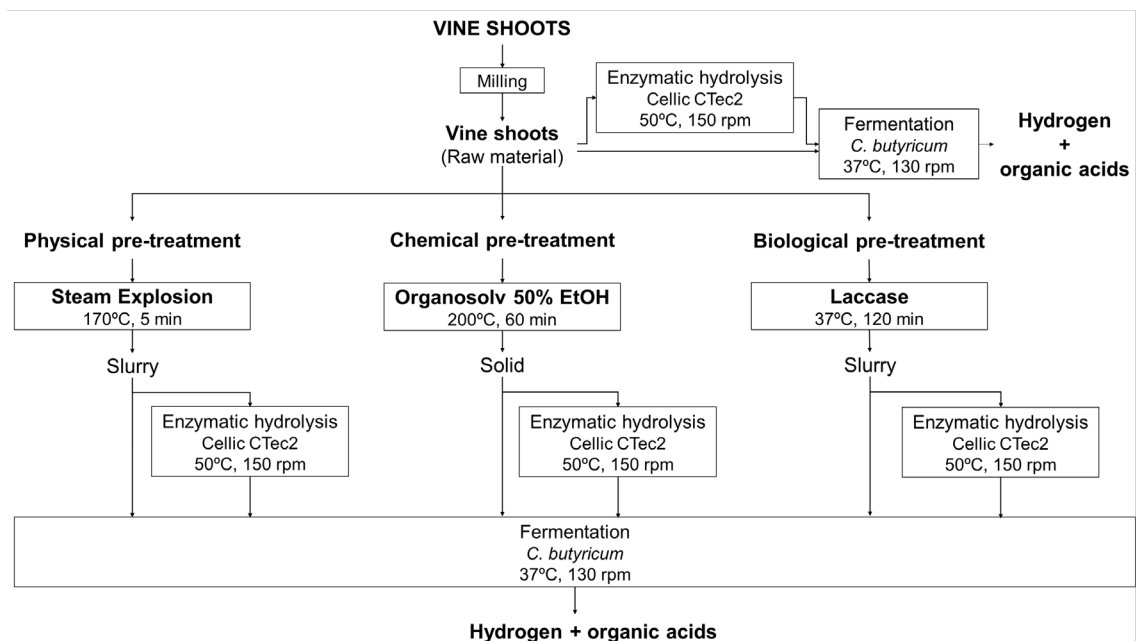 VINE SHOOTS
Milling
Vine shoots
(Raw material)
Enzymatic hydrolysis
Cellic CTec2
50ºC, 150 rpm
Fermentation
C. butyricum
37ºC, 130 rpm
Hydrogen
+
organic acids
Physical pre-treatment
Chemical pre-treatment
Biological pre-treatment
Steam Explosion
170ºC, 5 min
Organosolv 50% EtOH
200ºC, 60 min
Laccase
37ºC, 120 min
Slurry
Solid
Slurry
Enzymatic hydrolysis
Cellic CTec2
50ºC, 150 rpm
Enzymatic hydrolysis
Cellic CTec2
50ºC, 150 rpm
Enzymatic hydrolysis
Cellic CTec2
50ºC, 150 rpm
Fermentation
C. butyricum
37ºC, 130 rpm
Hydrogen + organic acids